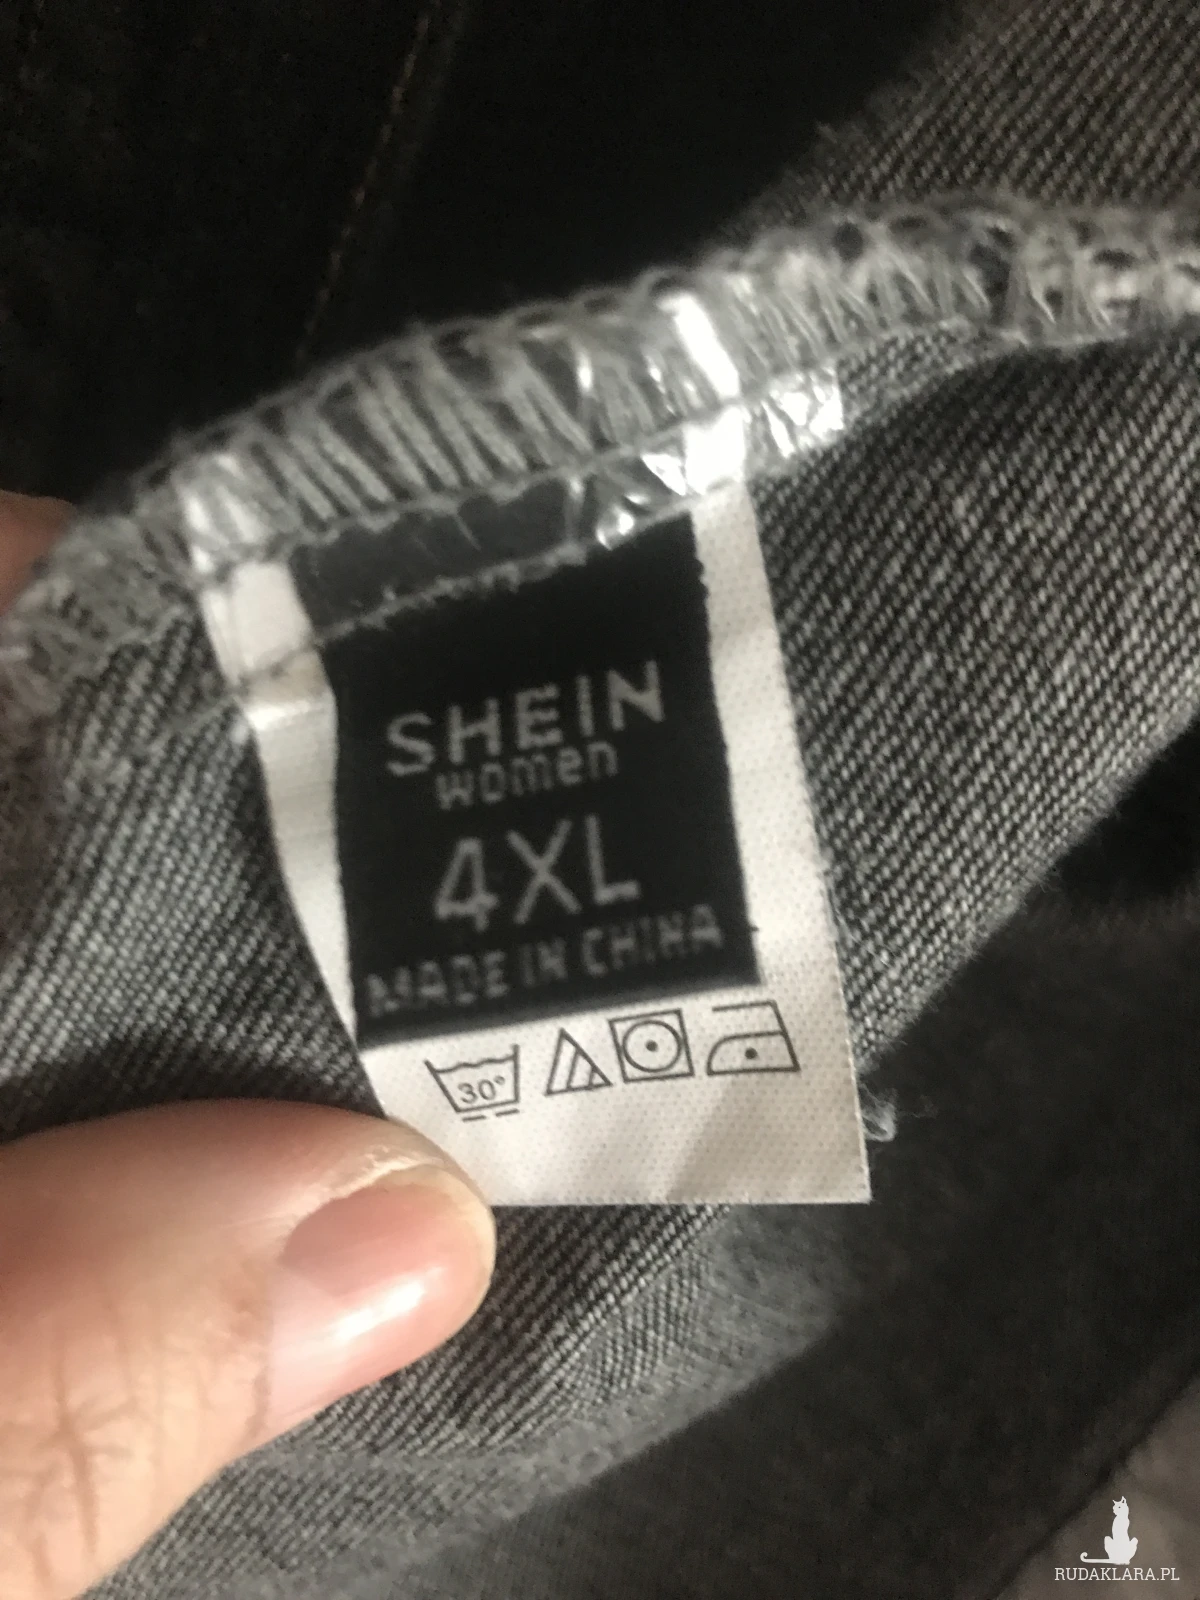 SHEIN
women
4XL
MADE IN CHINA
30°
RUDAKLARA.PL